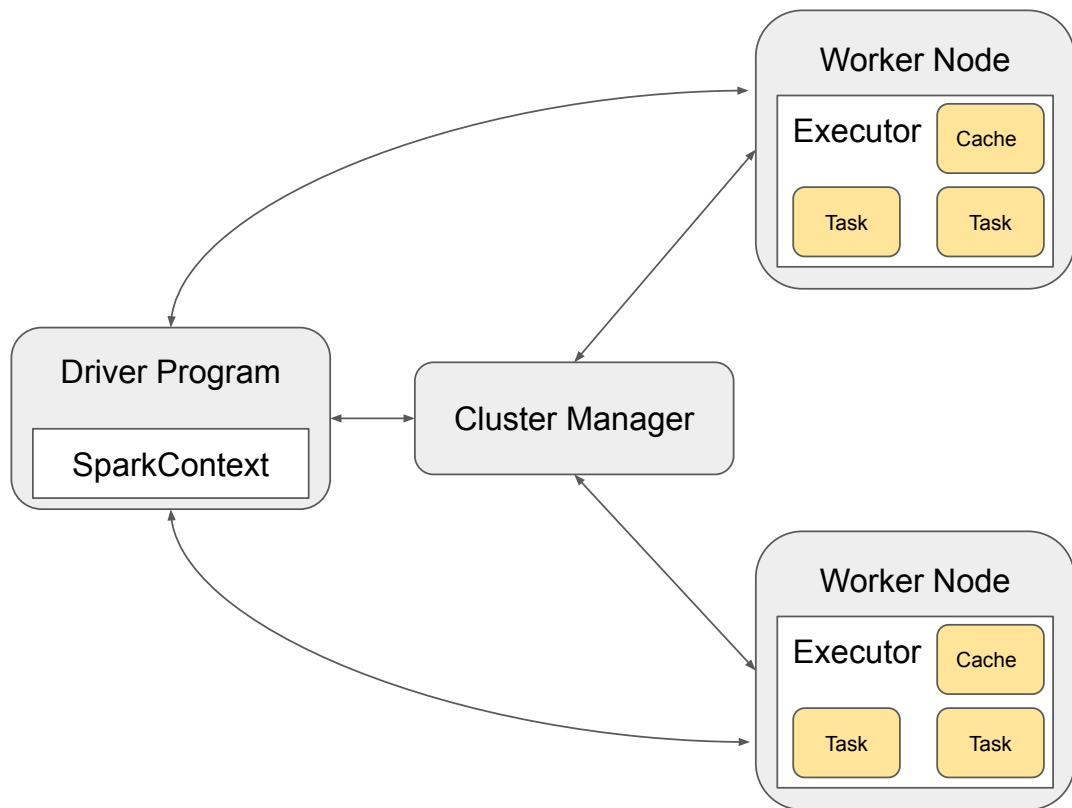 Worker Node
Executor
Cache
Task
Task
Driver Program
SparkContext
Cluster Manager
Worker Node
Executor
Cache
Task
Task